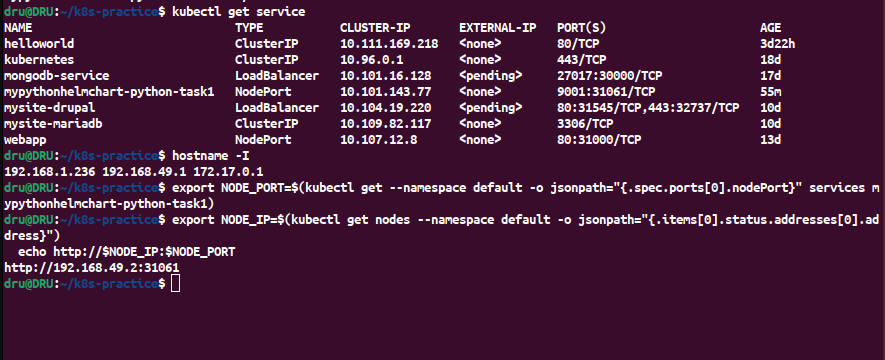 dru@DRU:~/k8s-practice$ kubectl get service
NAME TYPE CLUSTER-IP EXTERNAL-IP PORT(S) AGE
helloworld ClusterIP 10.111.169.218 <none> 80/TCP 3d22h
kubernetes ClusterIP 10.96.0.1 <none> 443/TCP 18d
mongodb-service LoadBalancer 10.101.16.128 <pending> 27017:30000/TCP 17d
mypythonhelmchart-python-task1 NodePort 10.101.143.77 <none> 9001:31061/TCP 55m
mysite-drupal LoadBalancer 10.104.19.220 <pending> 80:31545/TCP,443:32737/TCP 10d
mysite-mariadb ClusterIP 10.109.82.117 <none> 3306/TCP 10d
webapp NodePort 10.107.12.8 <none> 80:31000/TCP 13d
dru@DRU:~/k8s-practice$ hostname -I
192.168.1.236 192.168.49.1 172.17.0.1
dru@DRU:~/k8s-practice$ export NODE_PORT=$(kubectl get --namespace default -o jsonpath="{.spec.ports[0].nodePort}" services m
ypythonhelmchart-python-task1)
dru@DRU:~/k8s-practice$ export NODE_IP=$(kubectl get nodes --namespace default -o jsonpath="{.items[0].status.addresses[0].ad
dress}")
  echo http://$NODE_IP:$NODE_PORT
http://192.168.49.2:31061
dru@DRU:~/k8s-practice$